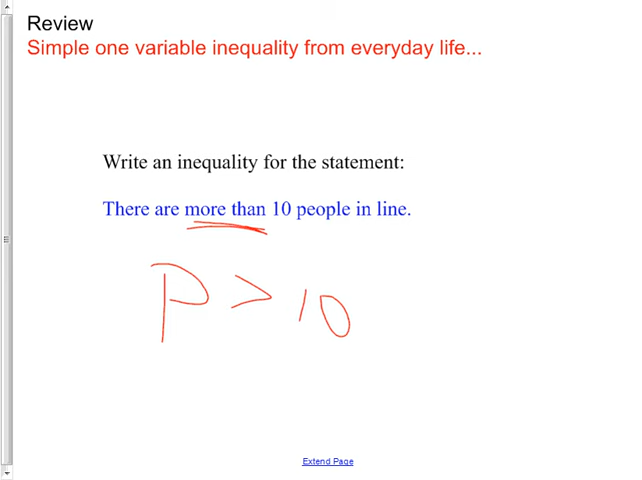 Review
Simple one variable inequality from everyday life...
Write an inequality for the statement:
There are more than 10 people in line.
P > 10
Extend Page